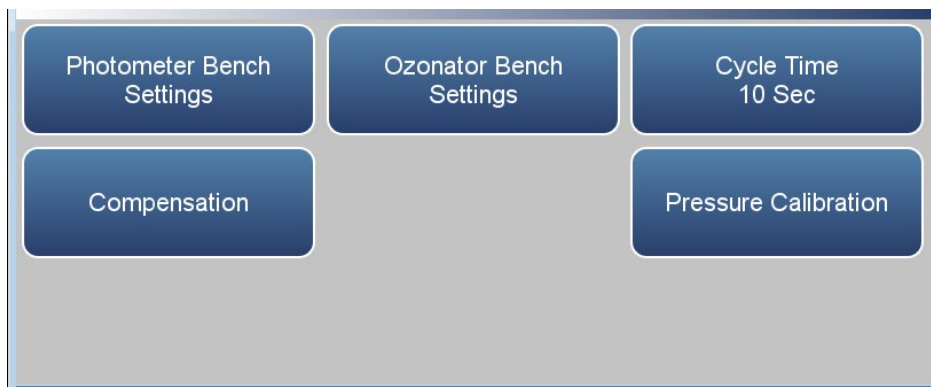 Photometer Bench
Settings
Ozonator Bench
Settings
Cycle Time
10 Sec
Compensation
Pressure Calibration